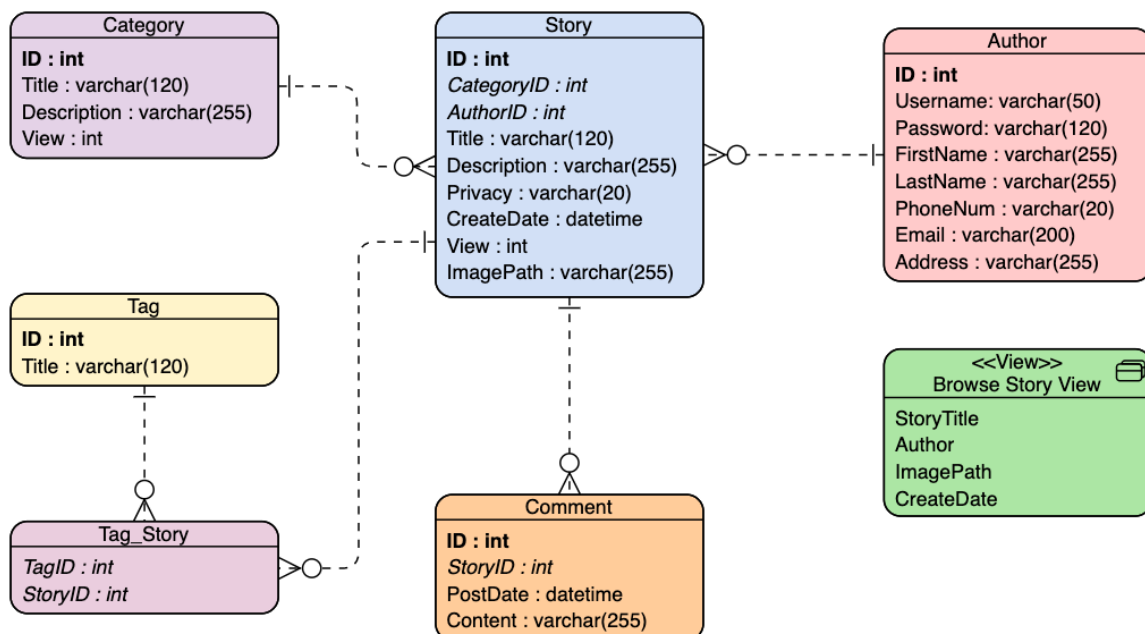 Category
ID : int
Title : varchar(120)
Description : varchar(255)
View : int
Story
ID : int
CategoryID : int
AuthorID : int
Title : varchar(120)
Description : varchar(255)
Privacy : varchar(20)
CreateDate : datetime
View : int
ImagePath : varchar(255)
Author
ID : int
Username: varchar(50)
Password: varchar(120)
FirstName : varchar(255)
LastName : varchar(255)
PhoneNum : varchar(20)
Email : varchar(200)
Address : varchar(255)
Tag
ID : int
Title : varchar(120)
<<View>>
Browse Story View
StoryTitle
Author
ImagePath
CreateDate
Tag_Story
TagID : int
StoryID : int
Comment
ID : int
StoryID : int
PostDate : datetime
Content : varchar(255)